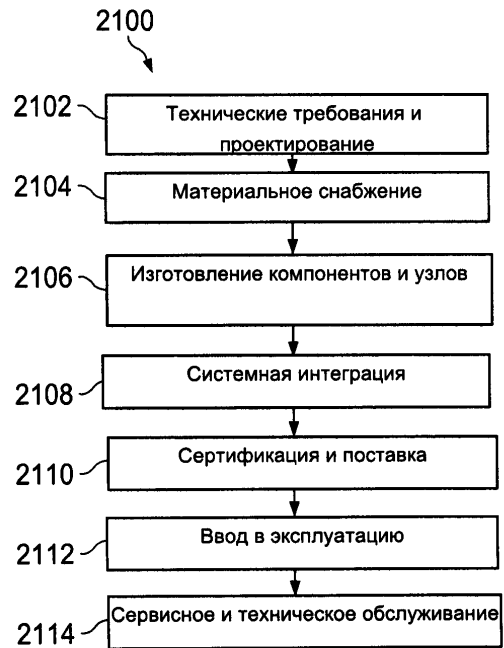 2100
2102
Технические требования и
проектирование
2104
Материальное снабжение
2106
Изготовление компонентов и узлов
2108
Системная интеграция
2110
Сертификация и поставка
2112
Ввод в эксплуатацию
2114
Сервисное и техническое обслуживание